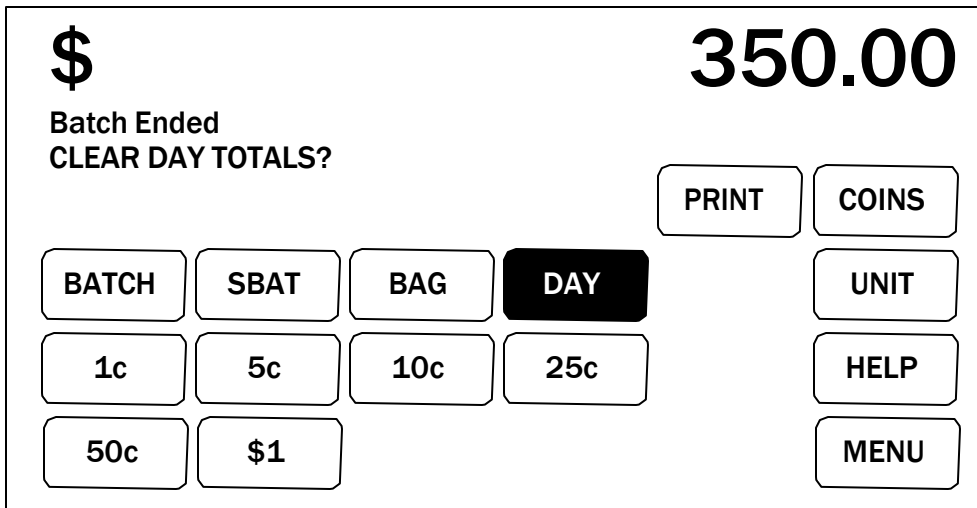 $ 350.00
Batch Ended
CLEAR DAY TOTALS?
PRINT COINS
BATCH SBAT BAG DAY UNIT
1c 5c 10c 25c HELP
50c $1 MENU